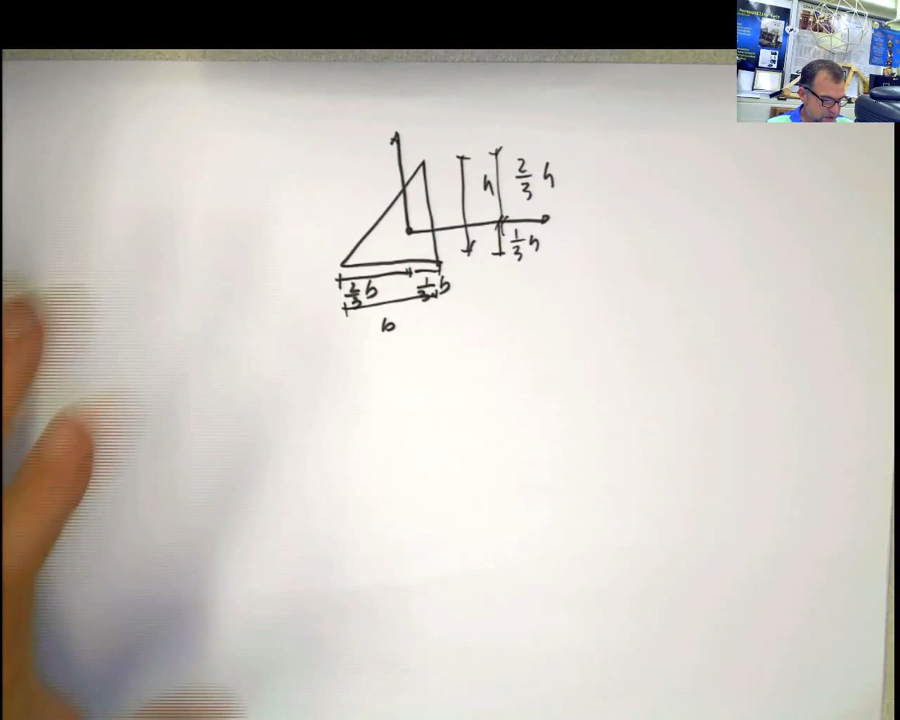 h 2/3 h
1/3 h
2/3 b 1/3 b
b